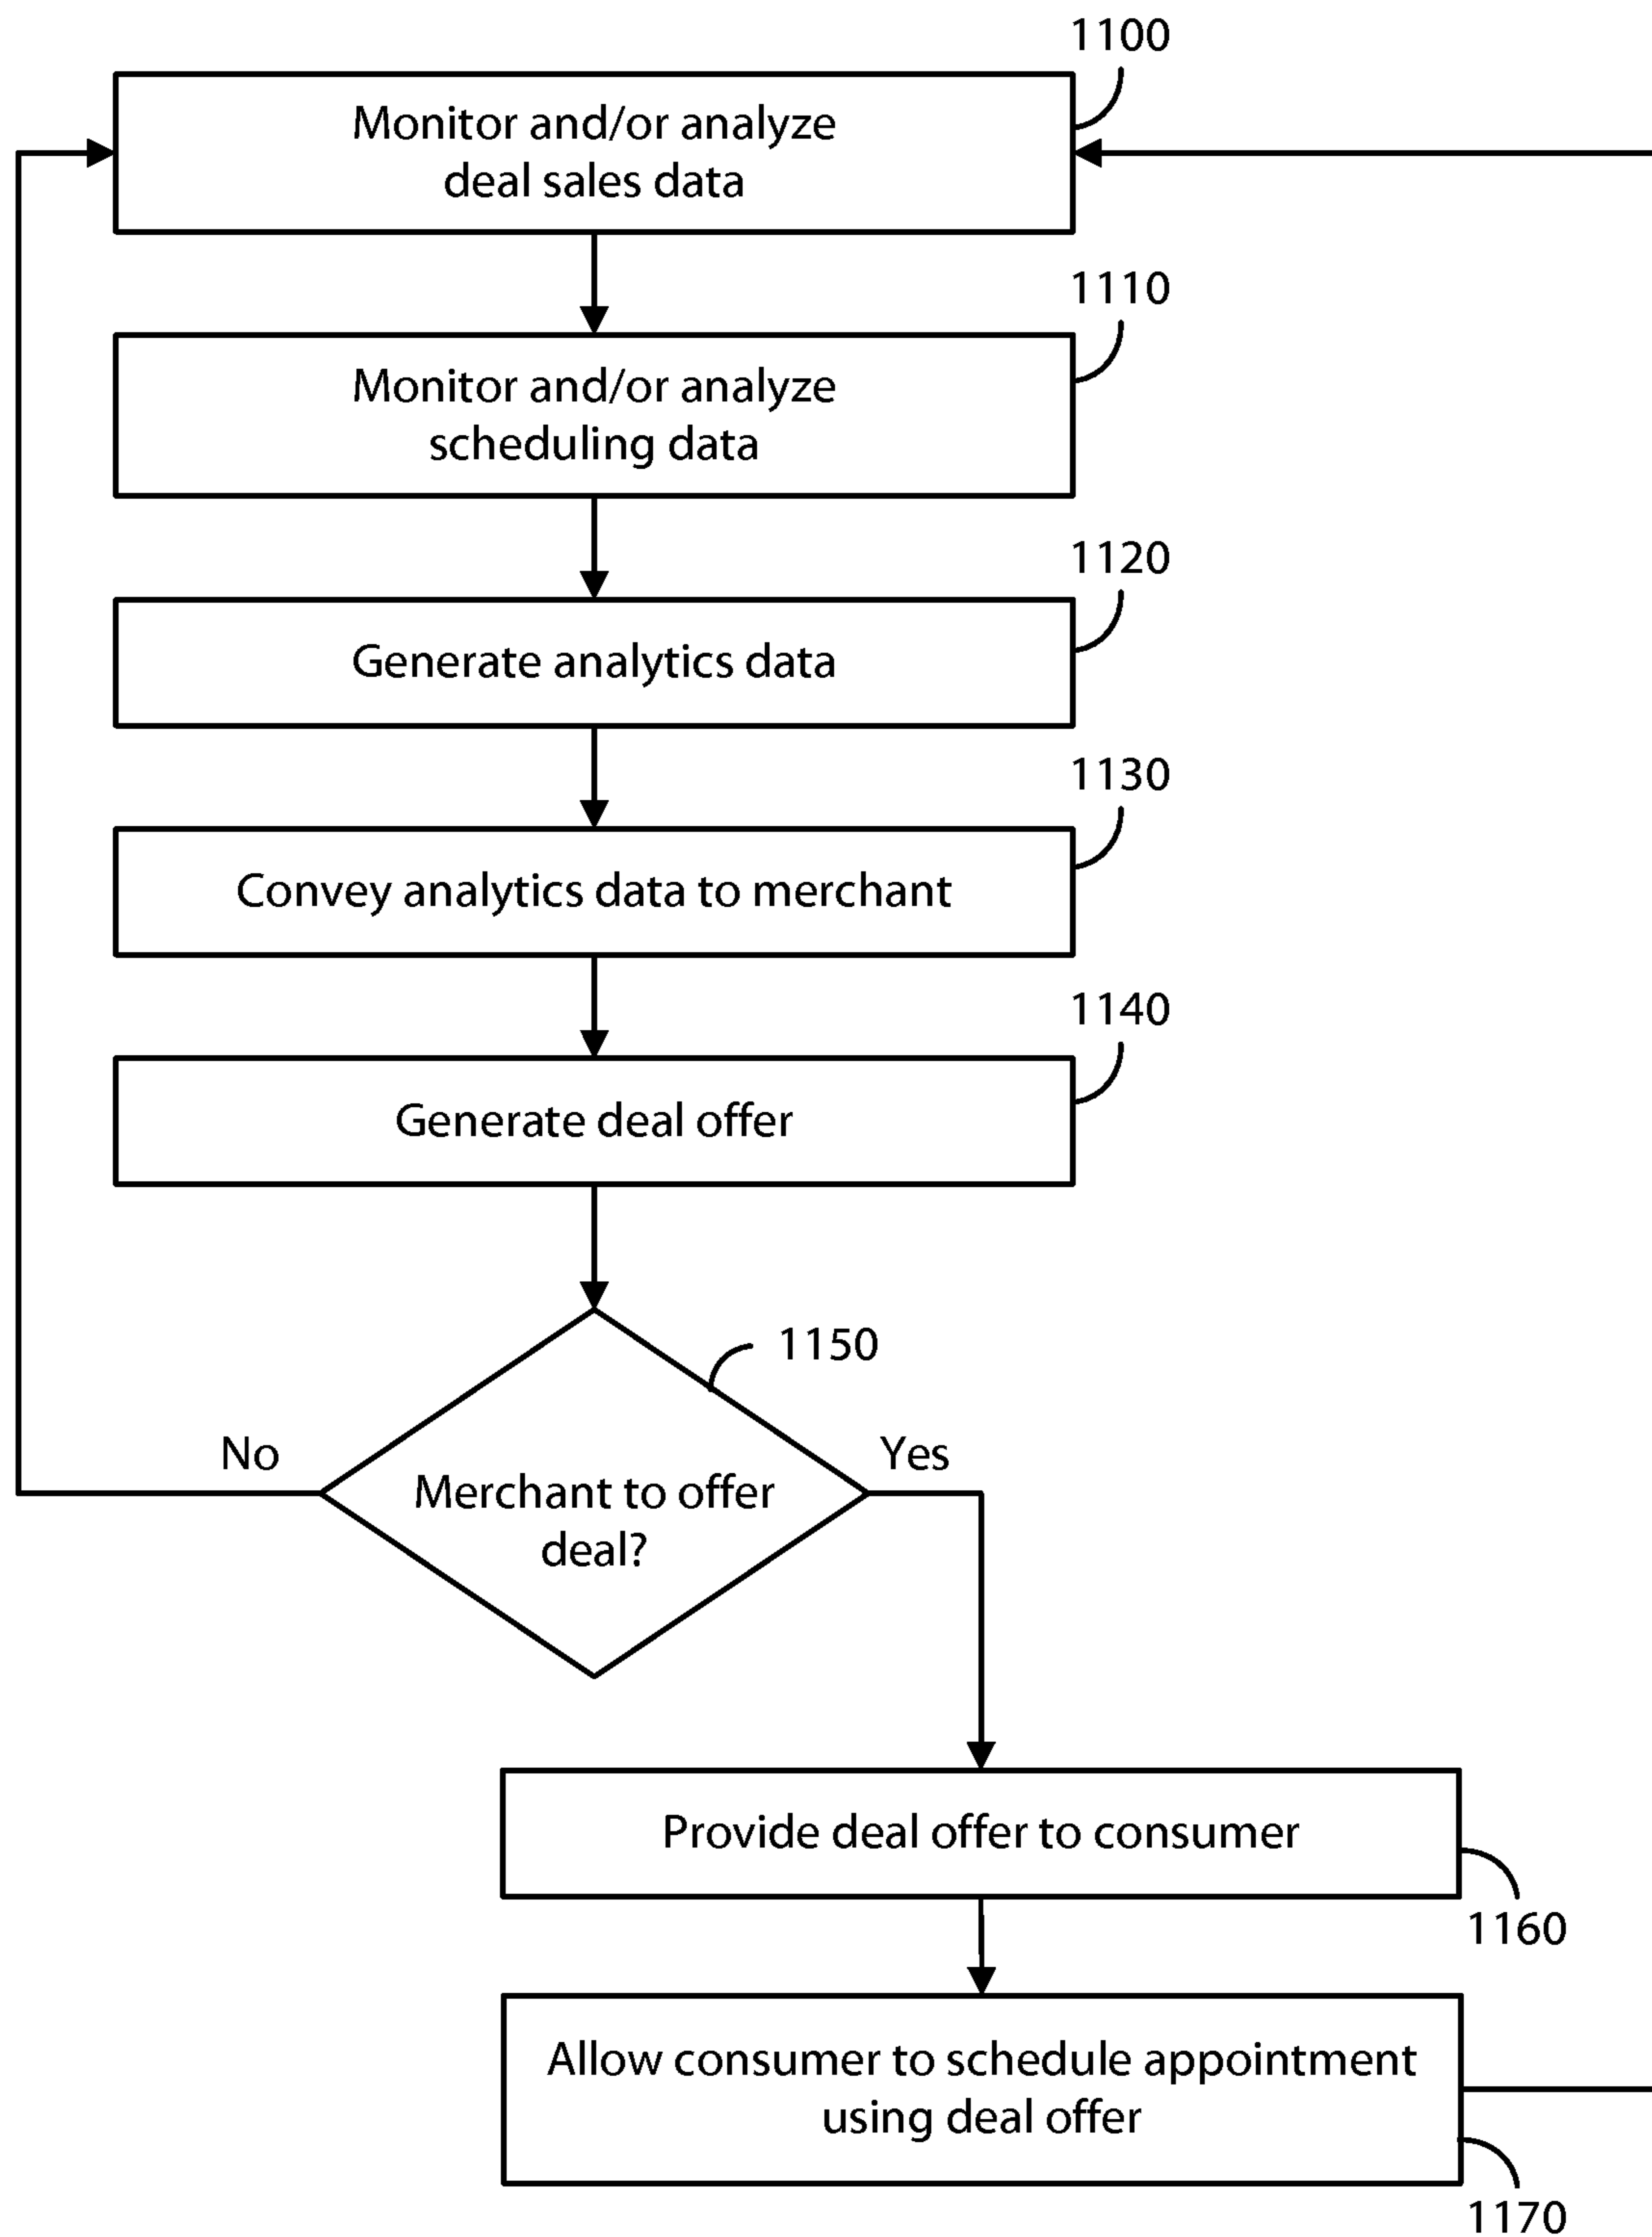 1100
Monitor and/or analyze
deal sales data
1110
Monitor and/or analyze
scheduling data
1120
Generate analytics data
1130
Convey analytics data to merchant
1140
Generate deal offer
1150
No
Yes
Merchant to offer
deal?
Provide deal offer to consumer
1160
Allow consumer to schedule appointment
using deal offer
1170